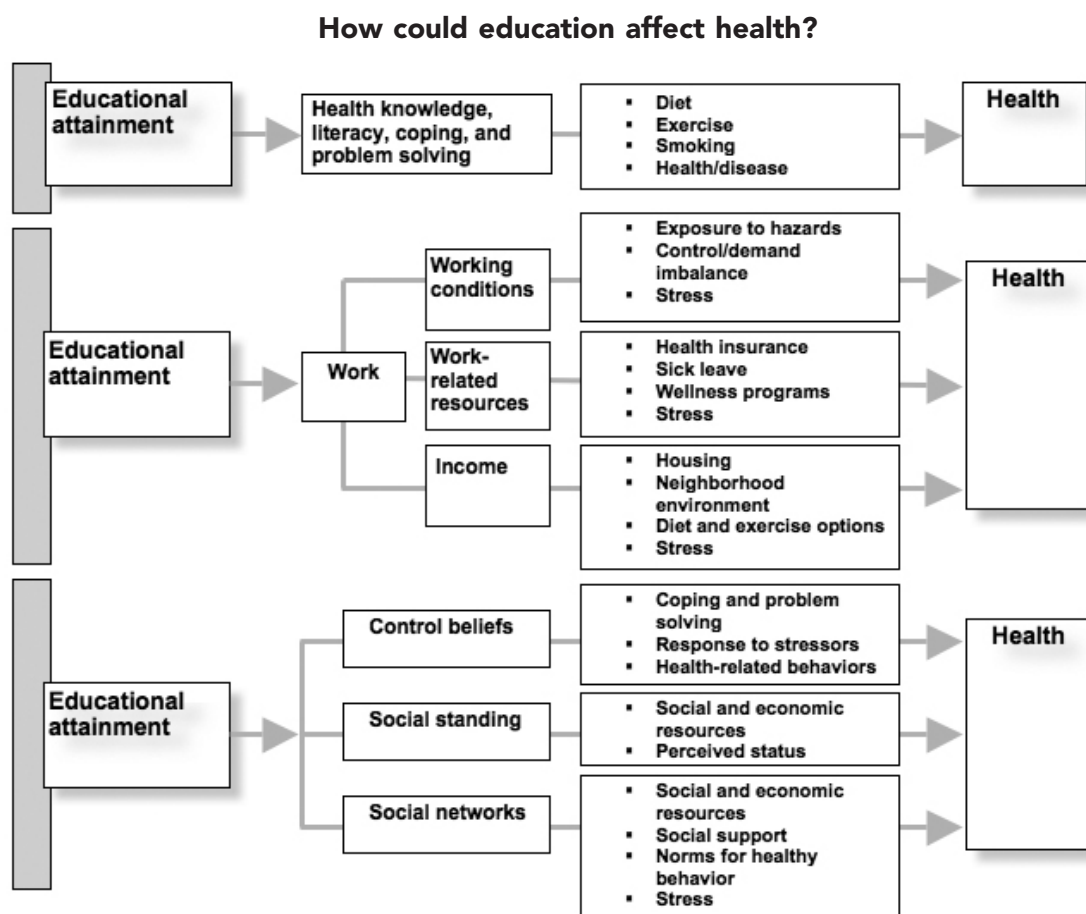 How could education affect health?
Educational
attainment
Health knowledge,
literacy, coping, and
problem solving
▪ Diet
▪ Exercise
▪ Smoking
▪ Health/disease
Health
Educational
attainment
Work
Working
conditions
▪ Exposure to hazards
▪ Control/demand
imbalance
▪ Stress
Work-
related
resources
▪ Health insurance
▪ Sick leave
▪ Wellness programs
▪ Stress
Income
▪ Housing
▪ Neighborhood
environment
▪ Diet and exercise options
▪ Stress
Health
Educational
attainment
Control beliefs
▪ Coping and problem
solving
▪ Response to stressors
▪ Health-related behaviors
Social standing
▪ Social and economic
resources
▪ Perceived status
Social networks
▪ Social and economic
resources
▪ Social support
▪ Norms for healthy
behavior
▪ Stress
Health